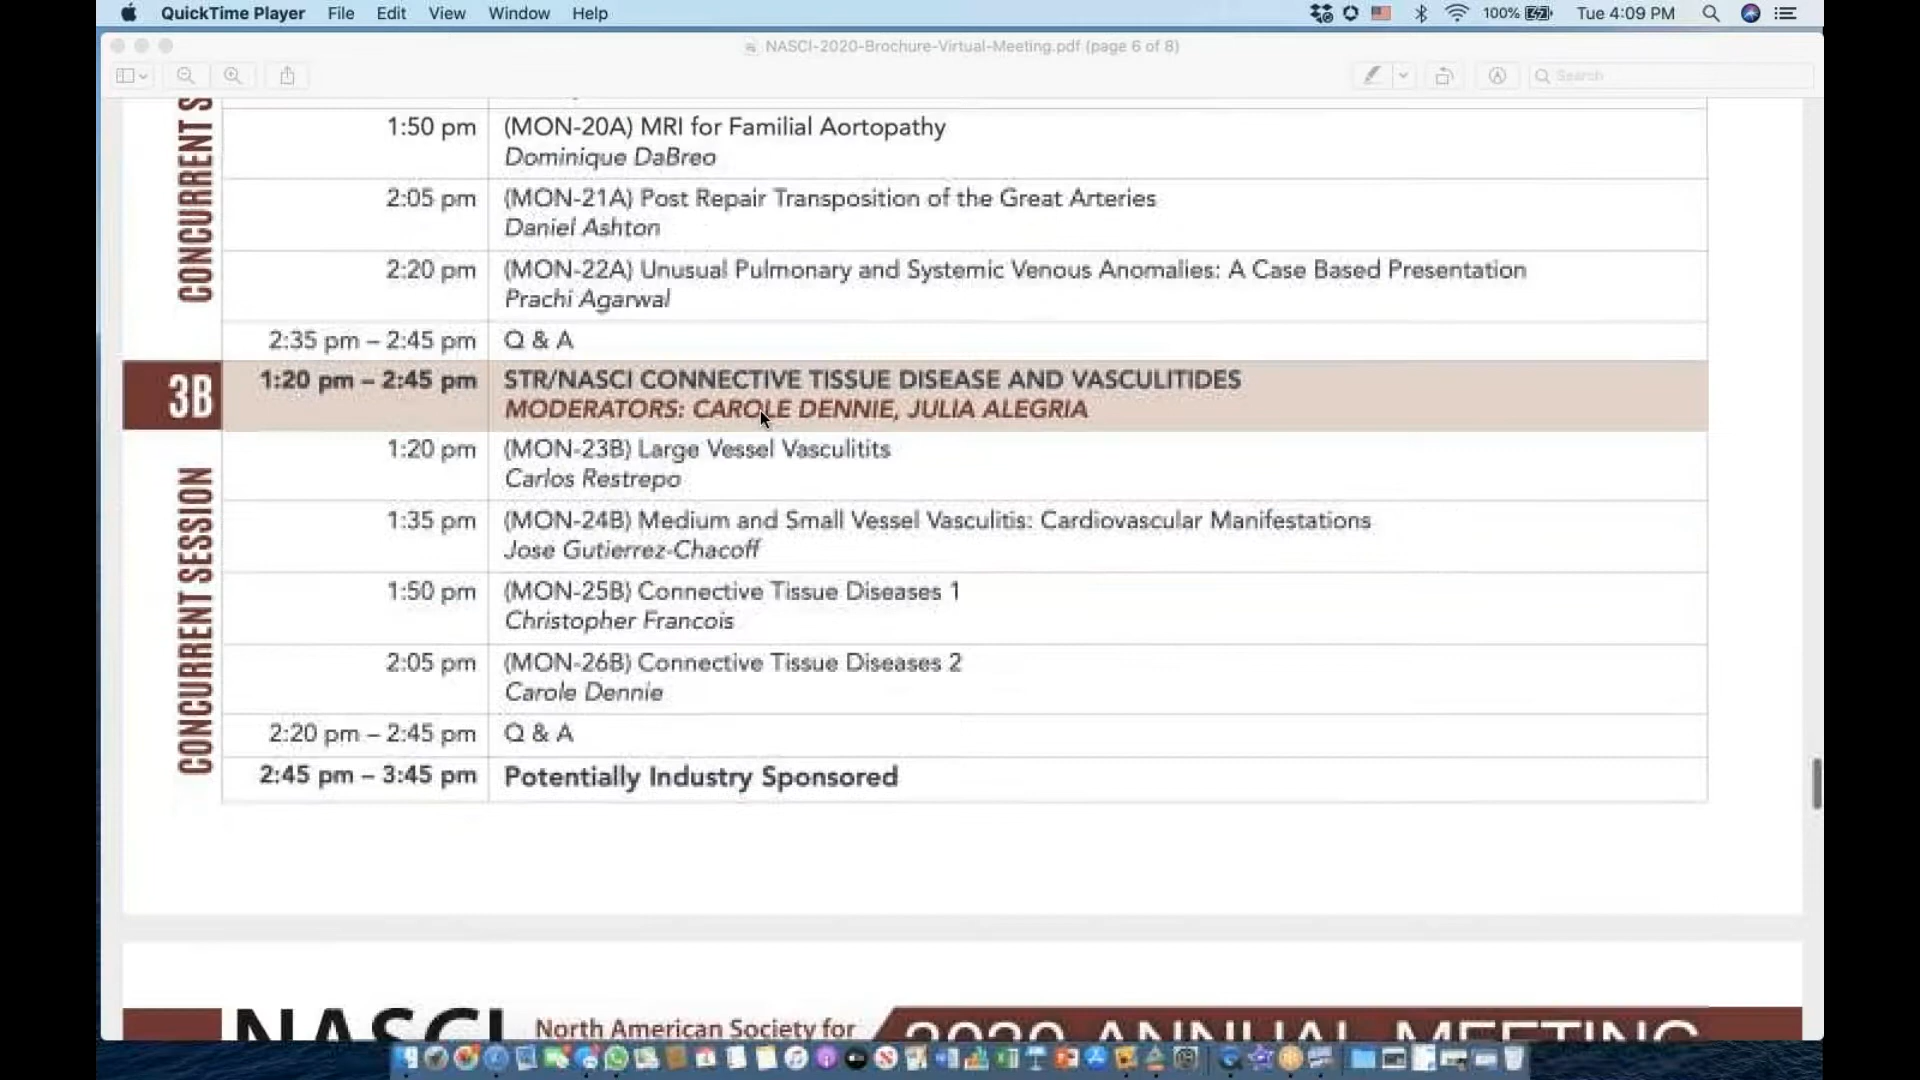 QuickTime Player File Edit View Window Help 100% Tue 4:09 PM
NASCI-2020-Brochure-Virtual-Meeting.pdf (page 6 of 8)
Search
CONCURRENT S
1:50 pm (MON-20A) MRI for Familial Aortopathy
Dominique DaBreo
2:05 pm (MON-21A) Post Repair Transposition of the Great Arteries
Daniel Ashton
2:20 pm (MON-22A) Unusual Pulmonary and Systemic Venous Anomalies: A Case Based Presentation
Prachi Agarwal
2:35 pm – 2:45 pm Q & A
3B 1:20 pm – 2:45 pm STR/NASCI CONNECTIVE TISSUE DISEASE AND VASCULITIDES
MODERATORS: CAROLE DENNIE, JULIA ALEGRIA
CONCURRENT SESSION
1:20 pm (MON-23B) Large Vessel Vasculitits
Carlos Restrepo
1:35 pm (MON-24B) Medium and Small Vessel Vasculitis: Cardiovascular Manifestations
Jose Gutierrez-Chacoff
1:50 pm (MON-25B) Connective Tissue Diseases 1
Christopher Francois
2:05 pm (MON-26B) Connective Tissue Diseases 2
Carole Dennie
2:20 pm – 2:45 pm Q & A
2:45 pm – 3:45 pm Potentially Industry Sponsored
NASCI North American Society for 2020 ANNUAL MEETING